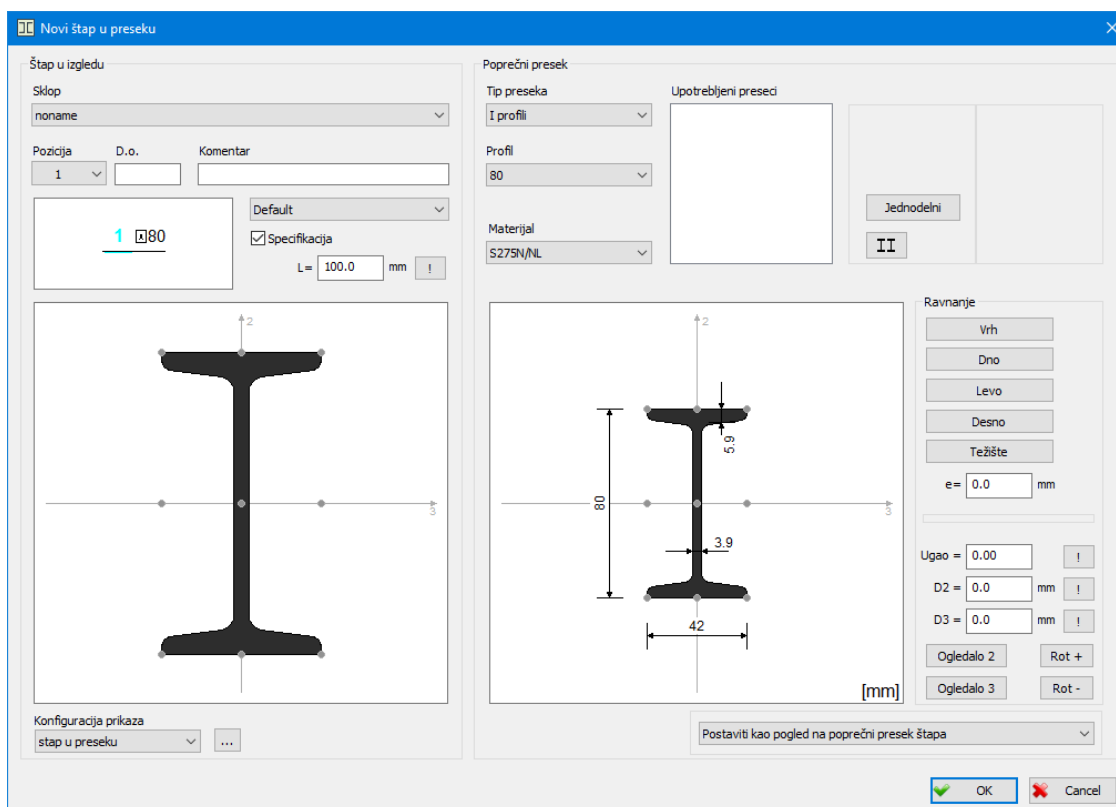 Novi štap u preseku
Štap u izgledu
Sklop
noname
Pozicija
D.o.
Komentar
1
1
80
Default
Specifikacija
L=
100.0
mm
!
2
3
Konfiguracija prikaza
stap u preseku
...
Poprečni presek
Tip preseka
I profili
Upotrebljeni preseci
Profil
80
Materijal
S275N/NL
Jednodelni
2
5.9
80
3
3.9
42
[mm]
Ravnanje
Vrh
Dno
Levo
Desno
Težište
e=
0.0
mm
Ugao =
0.00
!
D2 =
0.0
mm
!
D3 =
0.0
mm
!
Ogledalo 2
Rot +
Ogledalo 3
Rot -
Postaviti kao pogled na poprečni presek štapa
OK
Cancel